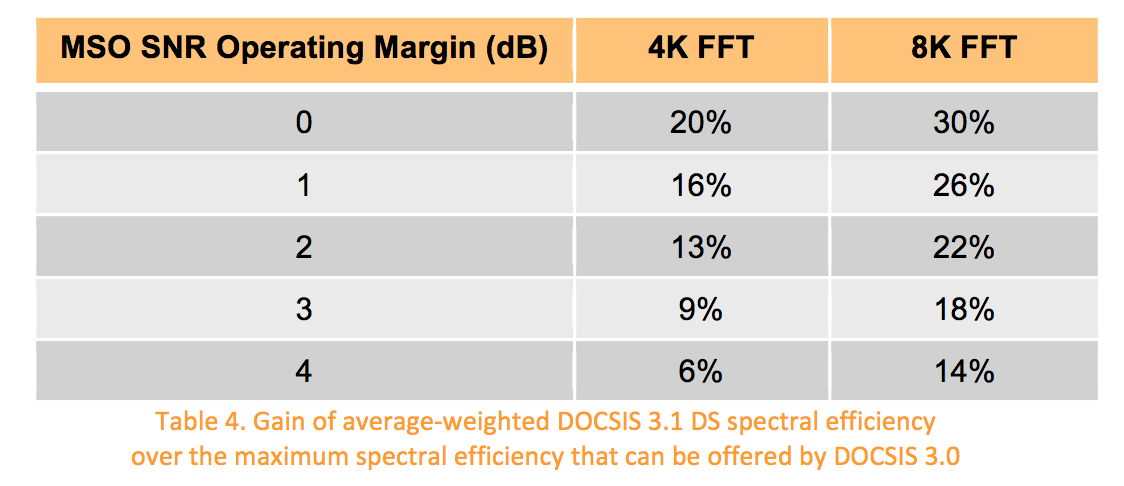 MSO SNR Operating Margin (dB) 4K FFT 8K FFT
0 20% 30%
1 16% 26%
2 13% 22%
3 9% 18%
4 6% 14%
Table 4. Gain of average-weighted DOCSIS 3.1 DS spectral efficiency
over the maximum spectral efficiency that can be offered by DOCSIS 3.0